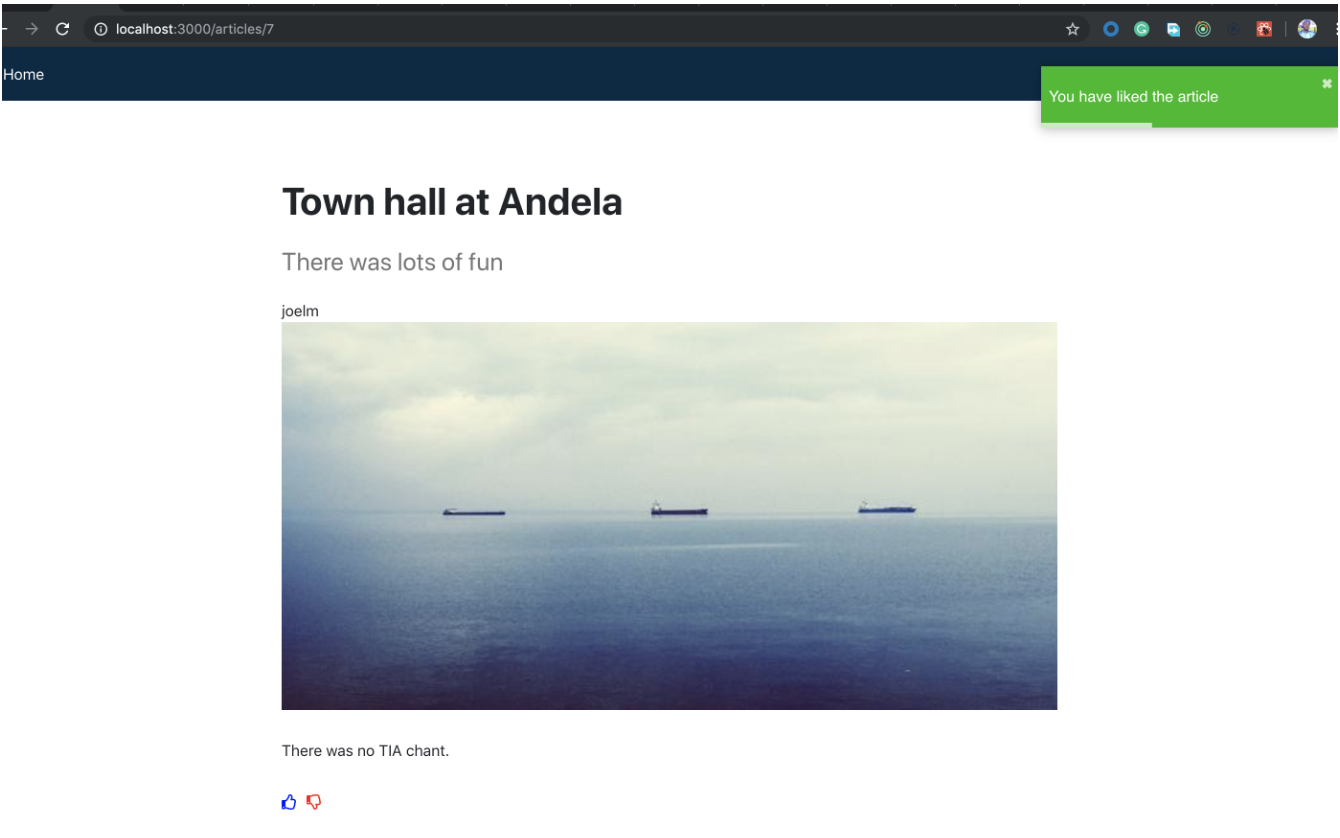 localhost:3000/articles/7
Home
You have liked the article
Town hall at Andela
There was lots of fun
joelm
There was no TIA chant.